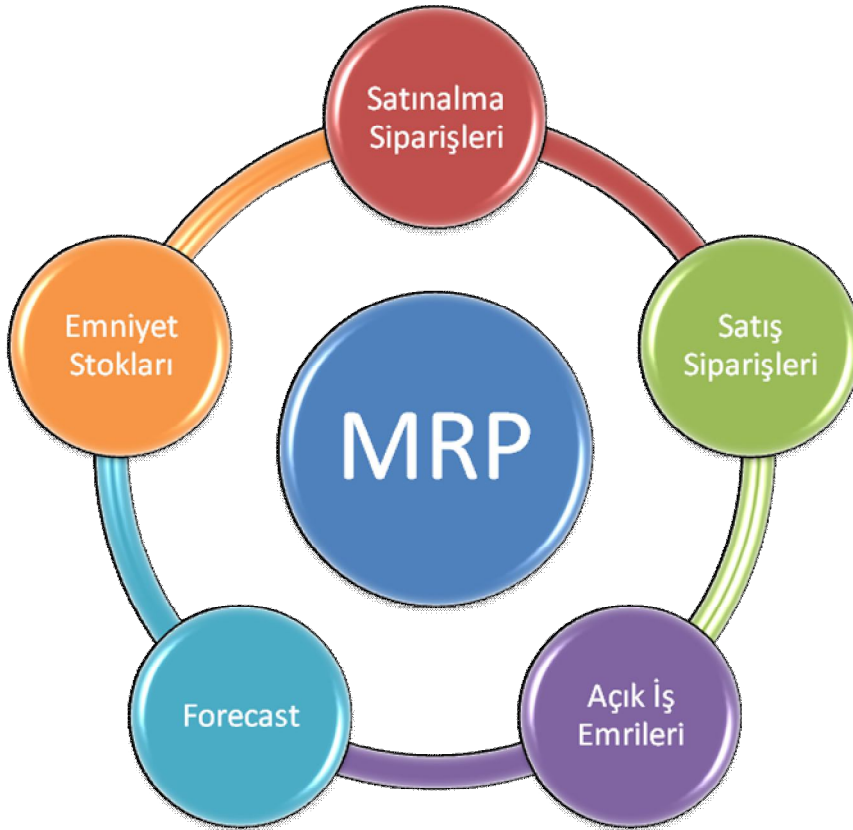 Satınalma
Siparişleri
Emniyet
Stokları
Satış
Siparişleri
MRP
Forecast
Açık İş
Emrileri